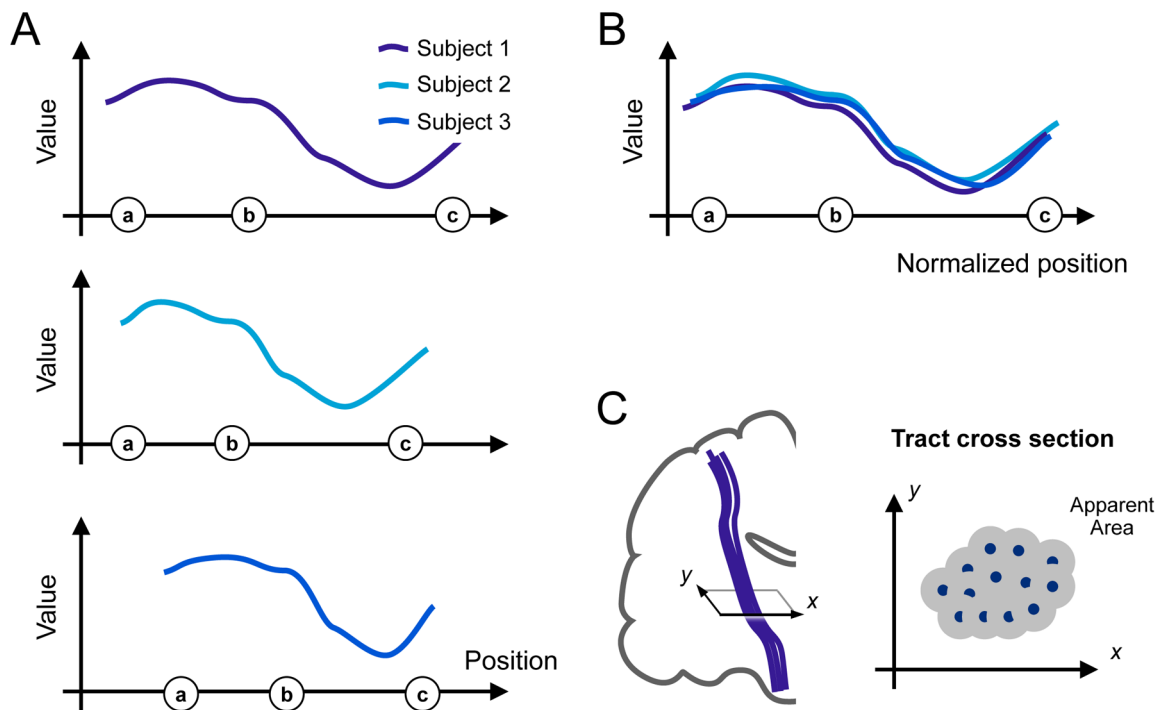 A
Subject 1
Subject 2
Subject 3
Value
a
b
c
Value
a
b
c
Value
Position
a
b
c
B
Value
a
b
c
Normalized position
C
y
x
Tract cross section
y
Apparent
Area
x